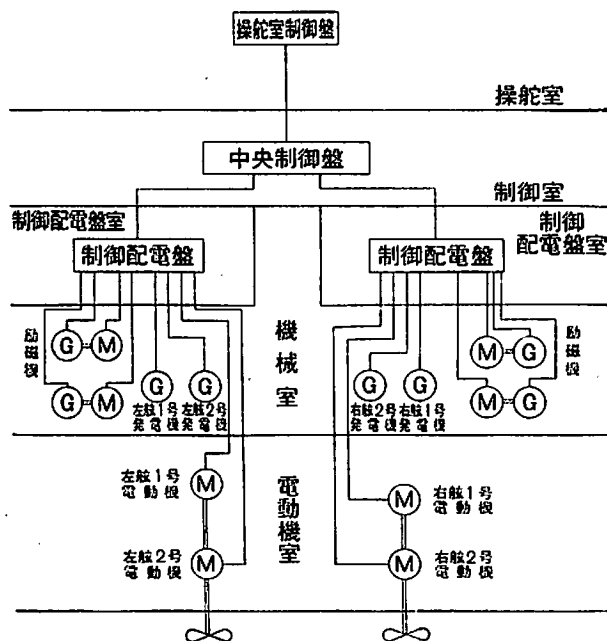 操舵室制御盤
操舵室
中央制御盤
制御室
制御配電盤室
制御
配電盤室
制御配電盤
制御配電盤
機械室
励磁機
G
M
G
M
G
G
左舷1号
発電機
左舷2号
発電機
G
G
右舷2号
発電機
右舷1号
発電機
M
G
M
G
励磁機
電動機室
左舷1号
電動機
M
左舷2号
電動機
M
M
右舷1号
電動機
M
右舷2号
電動機